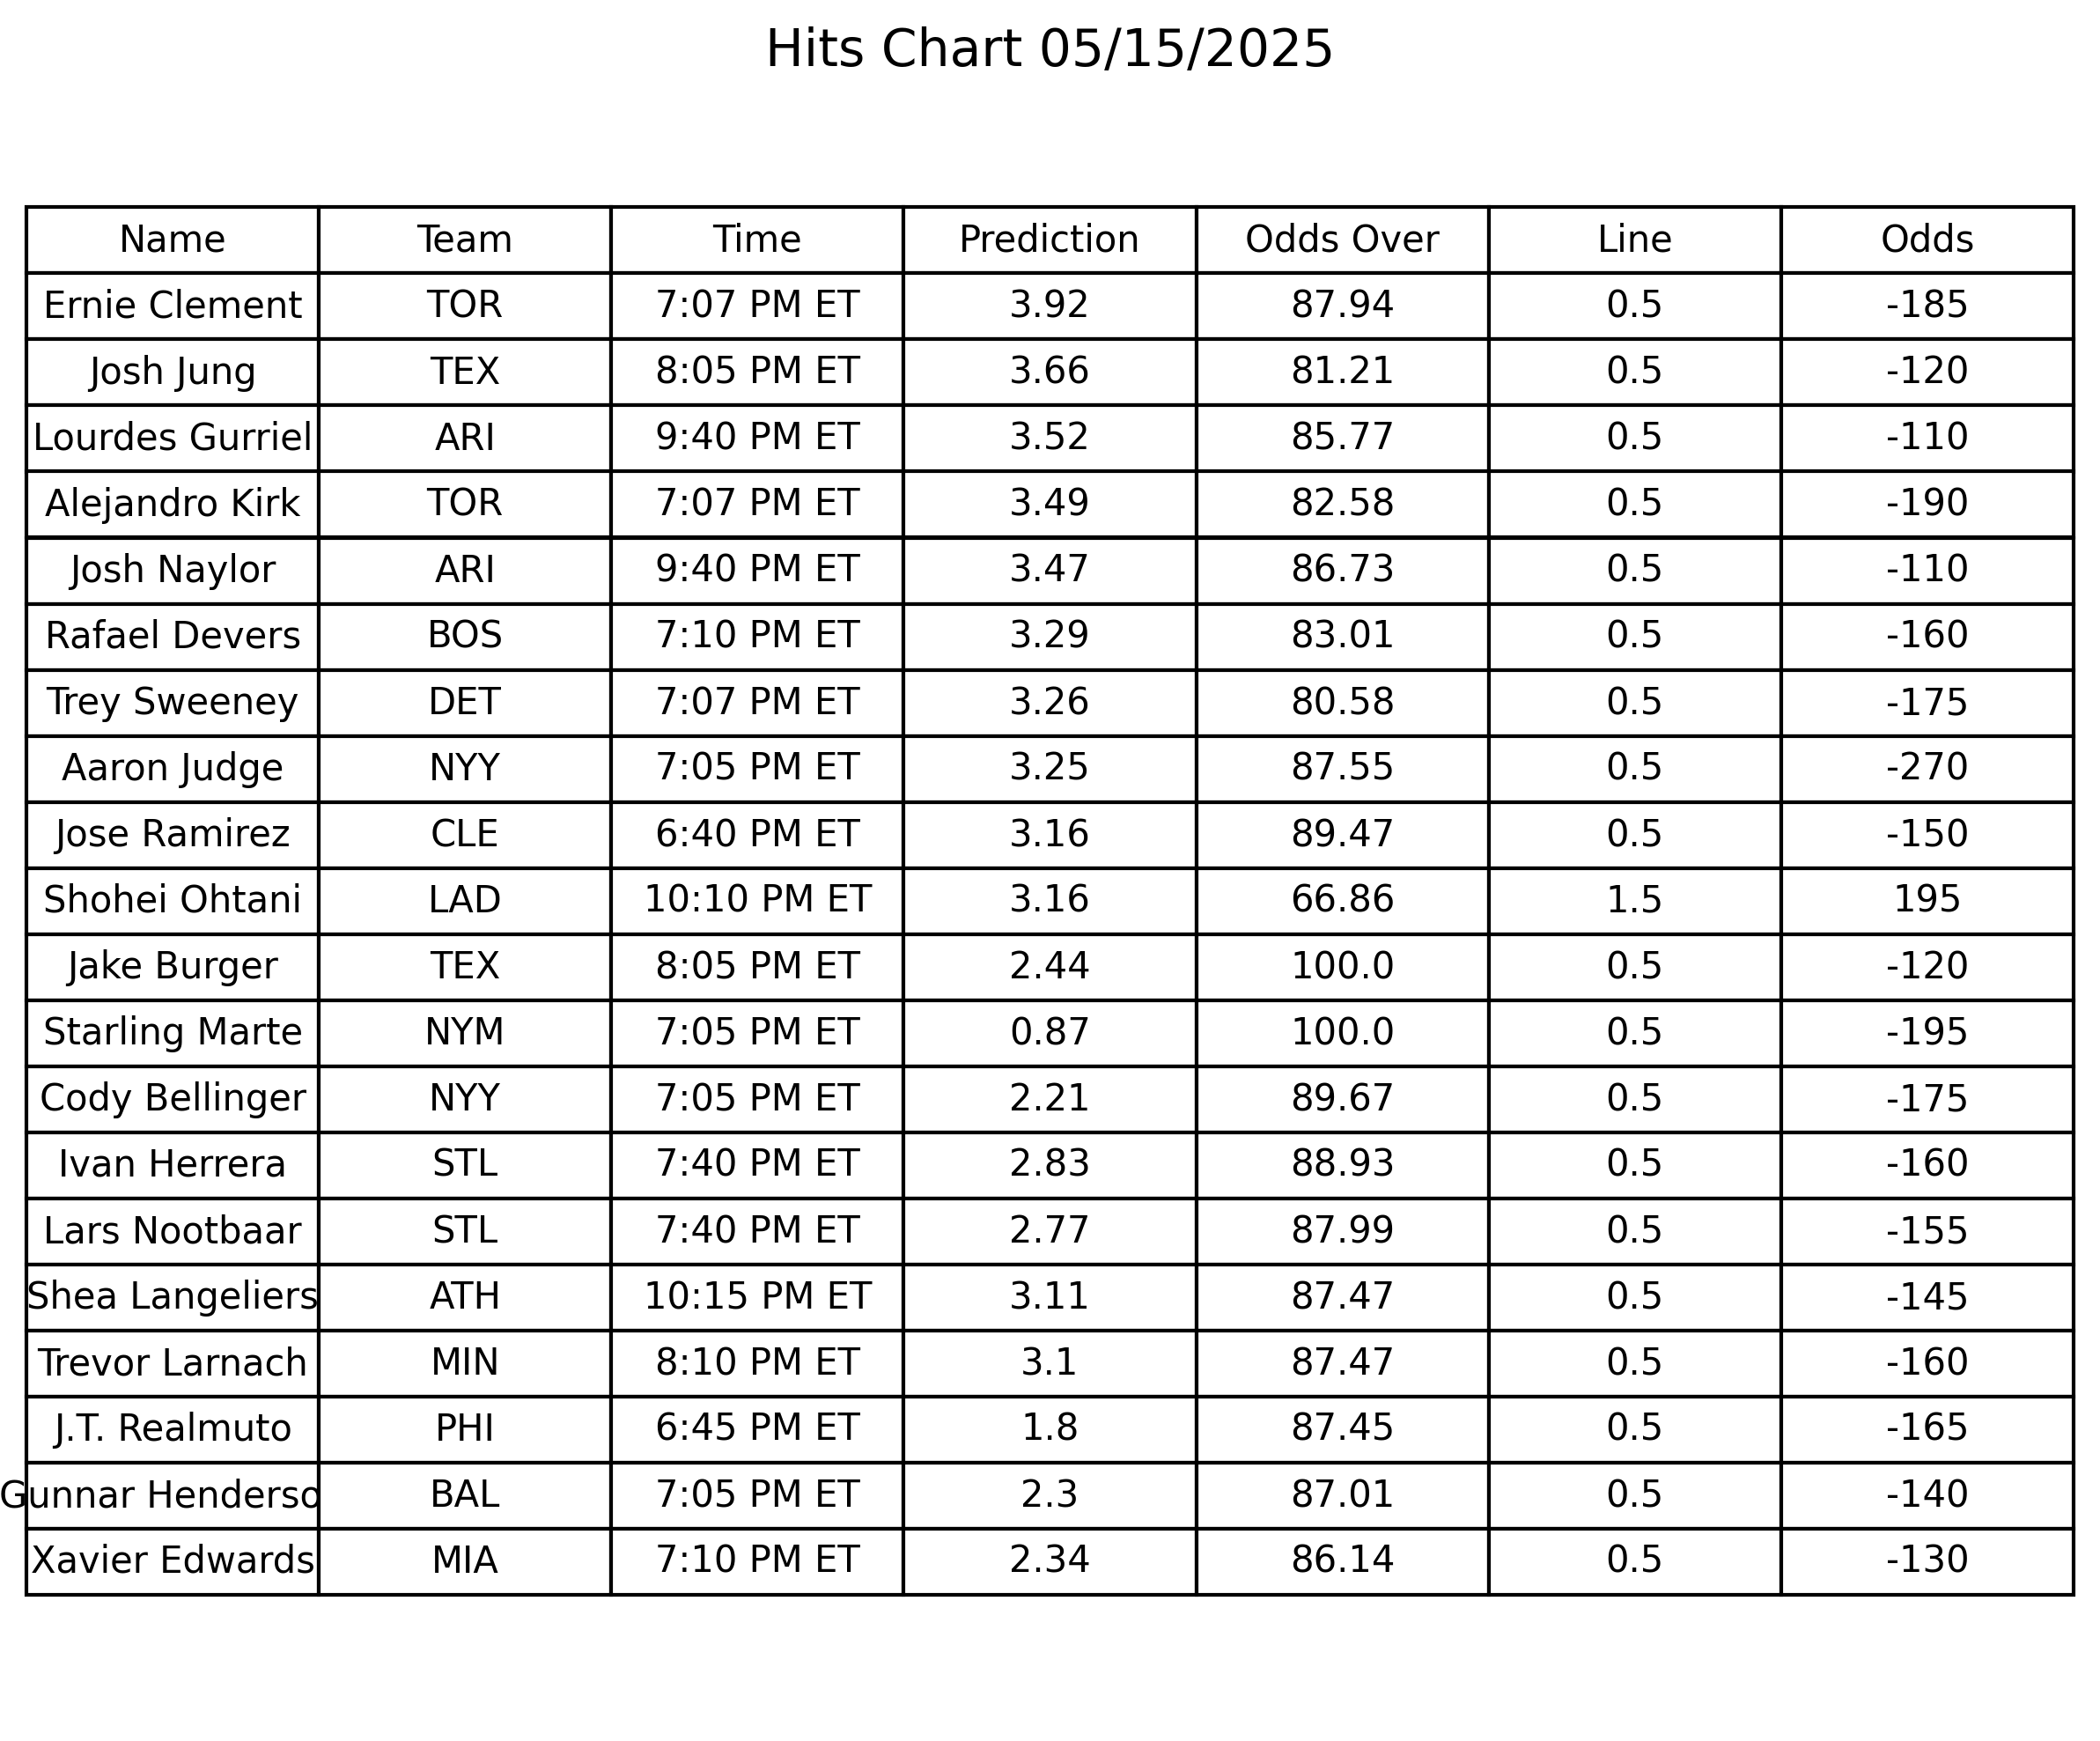 Hits Chart 05/15/2025
Name Team Time Prediction Odds Over Line Odds
Ernie Clement TOR 7:07 PM ET 3.92 87.94 0.5 -185
Josh Jung TEX 8:05 PM ET 3.66 81.21 0.5 -120
Lourdes Gurriel ARI 9:40 PM ET 3.52 85.77 0.5 -110
Alejandro Kirk TOR 7:07 PM ET 3.49 82.58 0.5 -190
Josh Naylor ARI 9:40 PM ET 3.47 86.73 0.5 -110
Rafael Devers BOS 7:10 PM ET 3.29 83.01 0.5 -160
Trey Sweeney DET 7:07 PM ET 3.26 80.58 0.5 -175
Aaron Judge NYY 7:05 PM ET 3.25 87.55 0.5 -270
Jose Ramirez CLE 6:40 PM ET 3.16 89.47 0.5 -150
Shohei Ohtani LAD 10:10 PM ET 3.16 66.86 1.5 195
Jake Burger TEX 8:05 PM ET 2.44 100.0 0.5 -120
Starling Marte NYM 7:05 PM ET 0.87 100.0 0.5 -195
Cody Bellinger NYY 7:05 PM ET 2.21 89.67 0.5 -175
Ivan Herrera STL 7:40 PM ET 2.83 88.93 0.5 -160
Lars Nootbaar STL 7:40 PM ET 2.77 87.99 0.5 -155
Shea Langeliers ATH 10:15 PM ET 3.11 87.47 0.5 -145
Trevor Larnach MIN 8:10 PM ET 3.1 87.47 0.5 -160
J.T. Realmuto PHI 6:45 PM ET 1.8 87.45 0.5 -165
Gunnar Henderso BAL 7:05 PM ET 2.3 87.01 0.5 -140
Xavier Edwards MIA 7:10 PM ET 2.34 86.14 0.5 -130